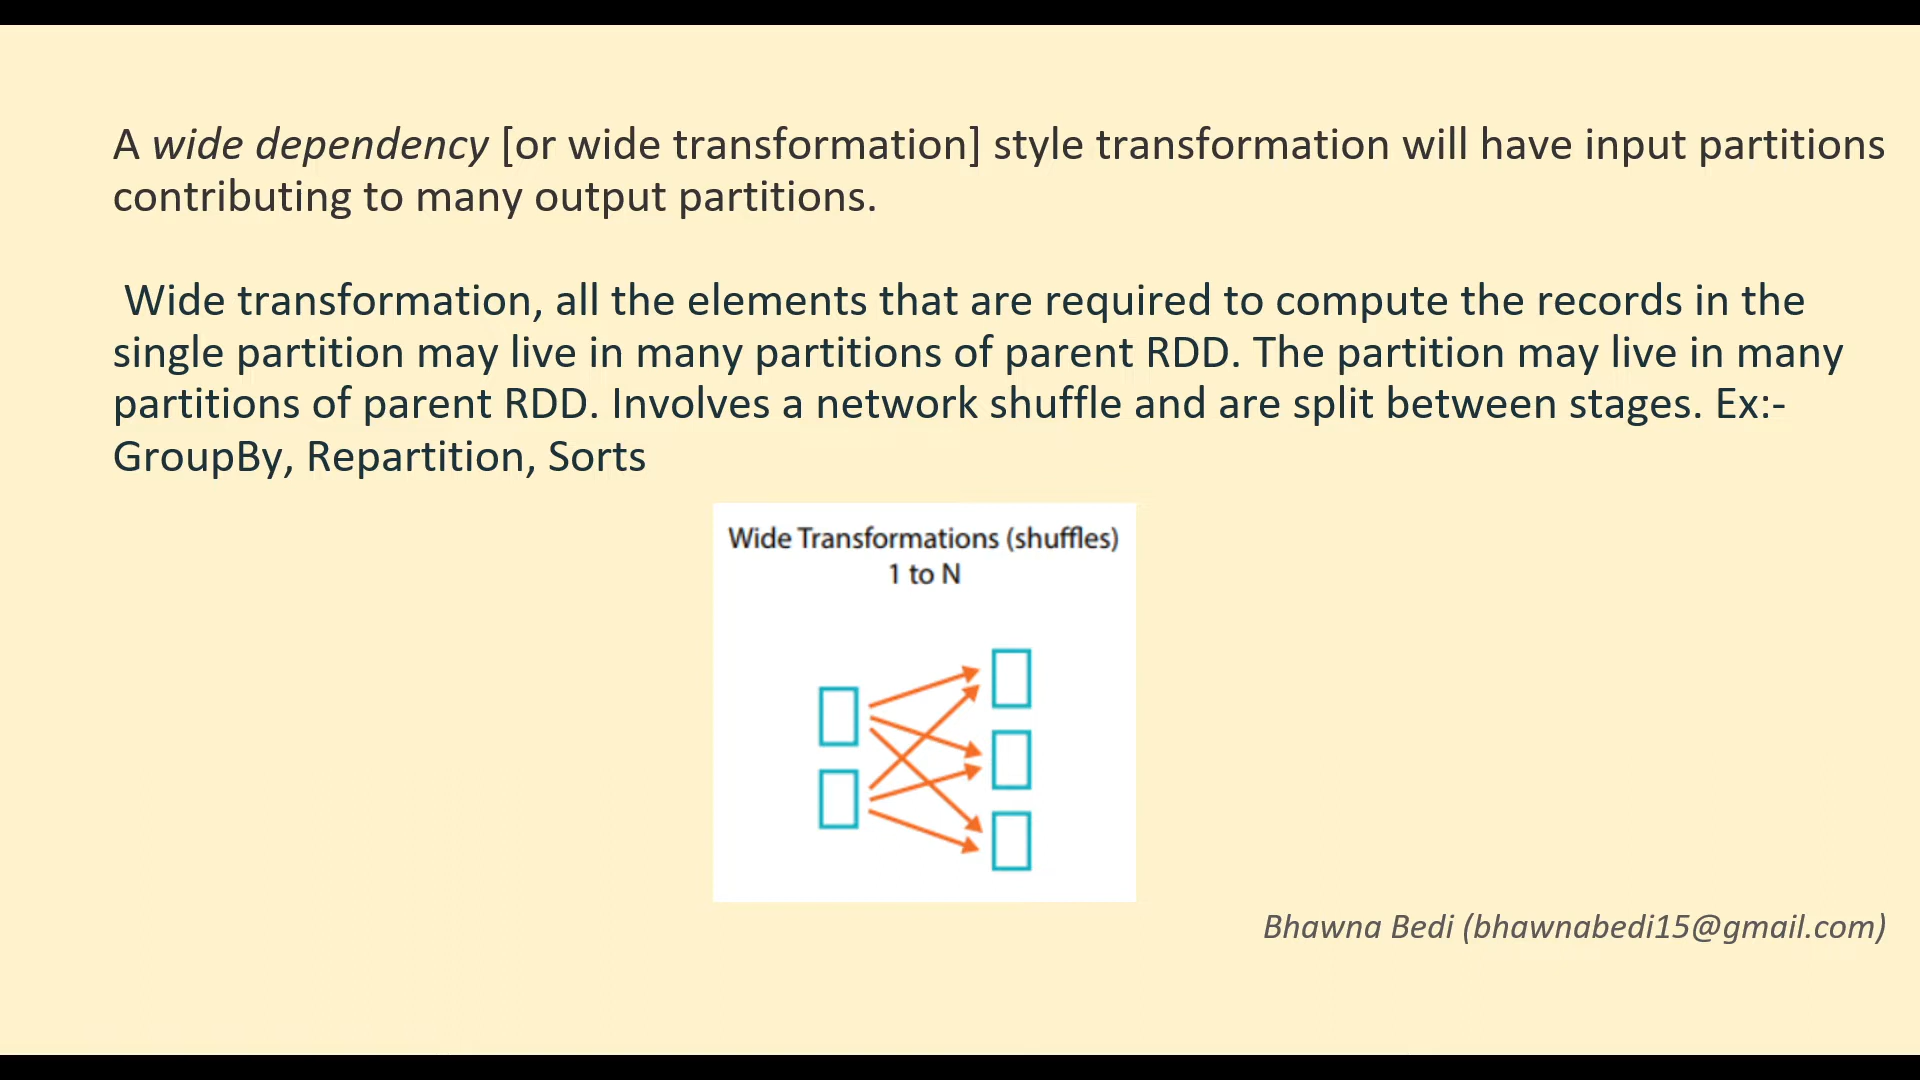 A wide dependency [or wide transformation] style transformation will have input partitions
contributing to many output partitions.
Wide transformation, all the elements that are required to compute the records in the
single partition may live in many partitions of parent RDD. The partition may live in many
partitions of parent RDD. Involves a network shuffle and are split between stages. Ex:-
GroupBy, Repartition, Sorts
Wide Transformations (shuffles)
1 to N
Bhawna Bedi (bhawnabedi15@gmail.com)